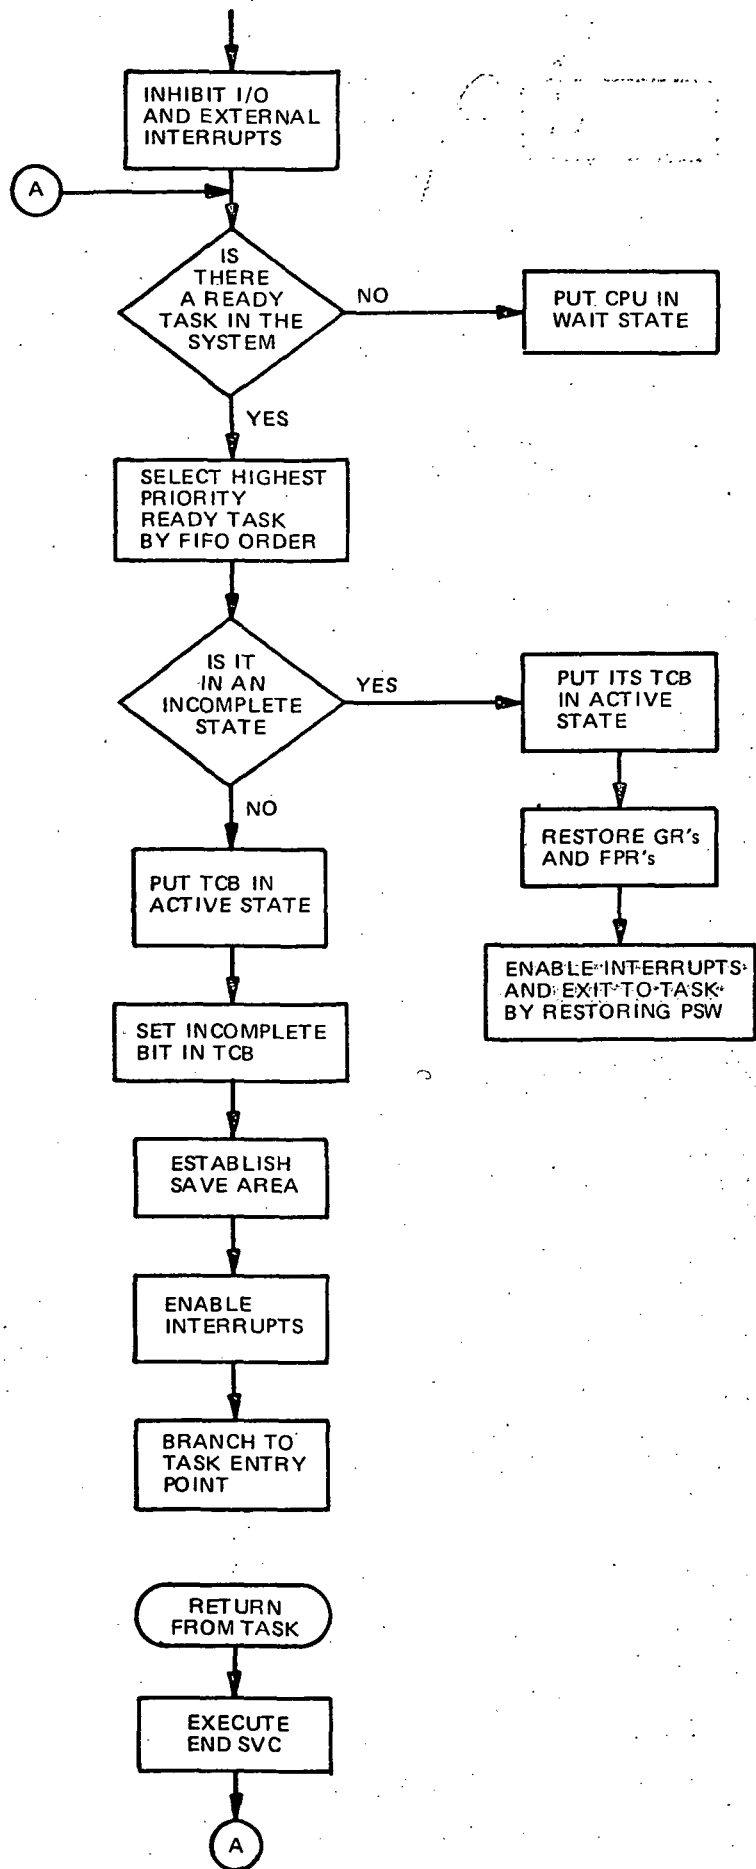 INHIBIT I/O
AND EXTERNAL
INTERRUPTS
A
IS
THERE
A READY
TASK IN THE
SYSTEM
NO
PUT CPU IN
WAIT STATE
YES
SELECT HIGHEST
PRIORITY
READY TASK
BY FIFO ORDER
IS IT
IN AN
INCOMPLETE
STATE
YES
PUT ITS TCB
IN ACTIVE
STATE
NO
RESTORE GR's
AND FPR's
PUT TCB IN
ACTIVE STATE
ENABLE INTERRUPTS
AND EXIT TO TASK
BY RESTORING PSW
SET INCOMPLETE
BIT IN TCB
ESTABLISH
SAVE AREA
ENABLE
INTERRUPTS
BRANCH TO
TASK ENTRY
POINT
RETURN
FROM TASK
EXECUTE
END SVC
A